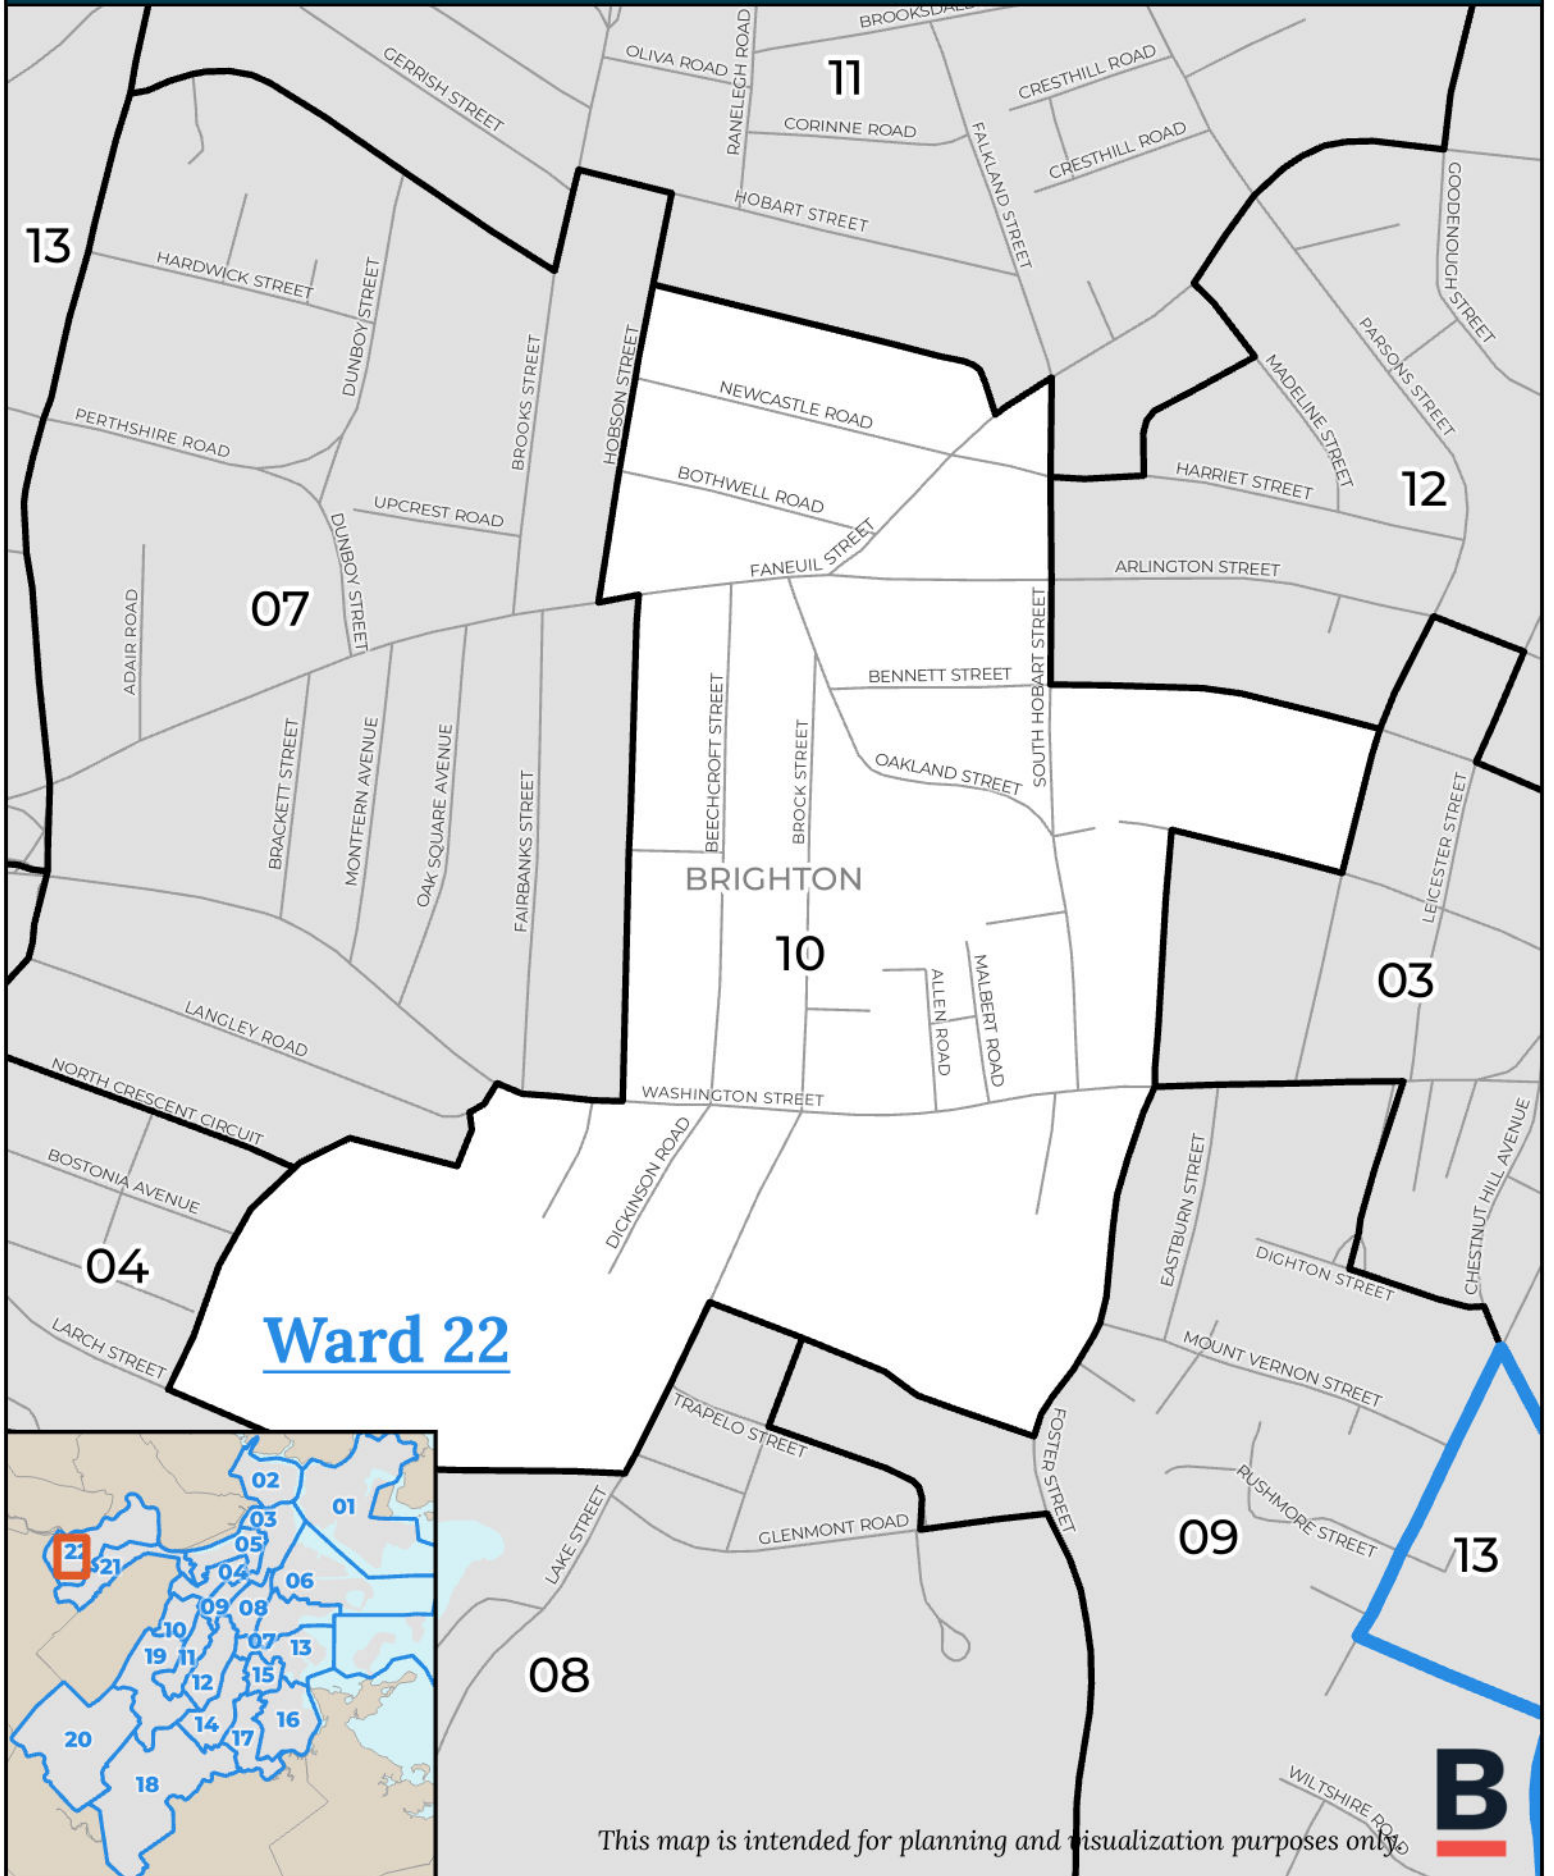 BROOKSDALE
GERRISH STREET
OLIVA ROAD
RANELEGH ROAD
11
CRESTHILL ROAD
CORINNE ROAD
FALKLAND STREET
CRESTHILL ROAD
HOBART STREET
GOODENOUGH STREET
13
HARDWICK STREET
DUNBOY STREET
BROOKS STREET
HOBSON STREET
NEWCASTLE ROAD
PARSONS STREET
MADELINE STREET
PERTHSHIRE ROAD
BOTHWELL ROAD
HARRIET STREET
12
UPCREST ROAD
DUNBOY STREET
FANEUIL STREET
ARLINGTON STREET
07
ADAIR ROAD
SOUTH HOBART STREET
BENNETT STREET
BEECHCROFT STREET
BROCK STREET
OAKLAND STREET
BRACKETT STREET
MONTFERN AVENUE
OAK SQUARE AVENUE
FAIRBANKS STREET
LEICESTER STREET
BRIGHTON
10
03
ALLEN ROAD
MALBERT ROAD
LANGLEY ROAD
NORTH CRESCENT CIRCUIT
WASHINGTON STREET
BOSTONIA AVENUE
DICKINSON ROAD
EASTBURN STREET
CHESTNUT HILL AVENUE
04
DIGHTON STREET
LARCH STREET
Ward 22
MOUNT VERNON STREET
TRAPELO STREET
FOSTER STREET
RUSHMORE STREET
LAKE STREET
GLENMONT ROAD
09
13
08
WILTSHIRE ROAD
02
01
03
05
22
21
04
06
09
08
10
07
13
19
11
12
15
14
16
17
20
18
B
This map is intended for planning and visualization purposes only.